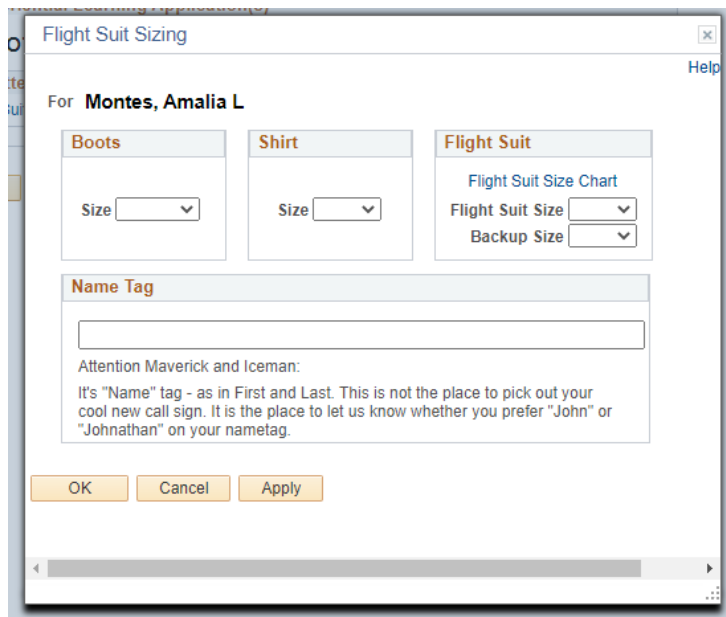 Flight Suit Sizing
Help
For Montes, Amalia L
Boots
Size
Shirt
Size
Flight Suit
Flight Suit Size Chart
Flight Suit Size
Backup Size
Name Tag
Attention Maverick and Iceman:
It's "Name" tag - as in First and Last. This is not the place to pick out your
cool new call sign. It is the place to let us know whether you prefer "John" or
"Johnathan" on your nametag.
OK Cancel Apply